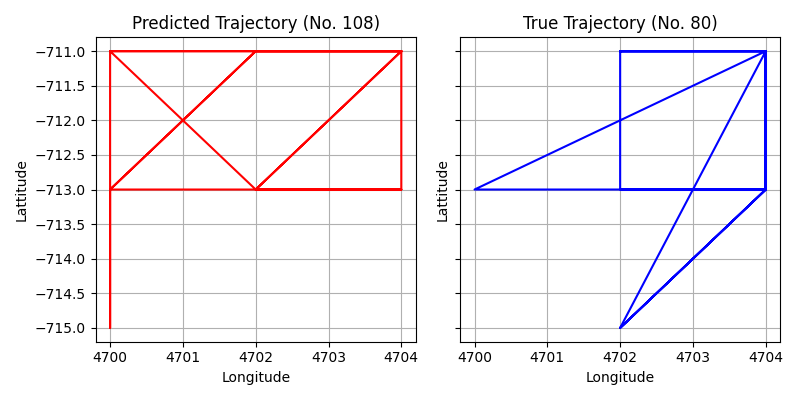 Predicted Trajectory (No. 108)
True Trajectory (No. 80)
−711.0
−711.5
−712.0
−712.5
−713.0
−713.5
−714.0
−714.5
−715.0
Lattitude
Lattitude
4700 4701 4702 4703 4704
4700 4701 4702 4703 4704
Longitude
Longitude